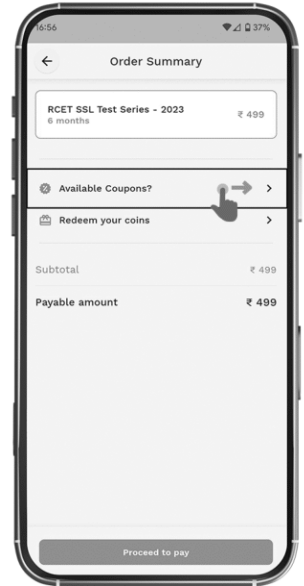 16:56
37%
Order Summary
RCET SSL Test Series - 2023
6 months
₹ 499
Available Coupons?
Redeem your coins
Subtotal
₹ 499
Payable amount
₹ 499
Proceed to pay